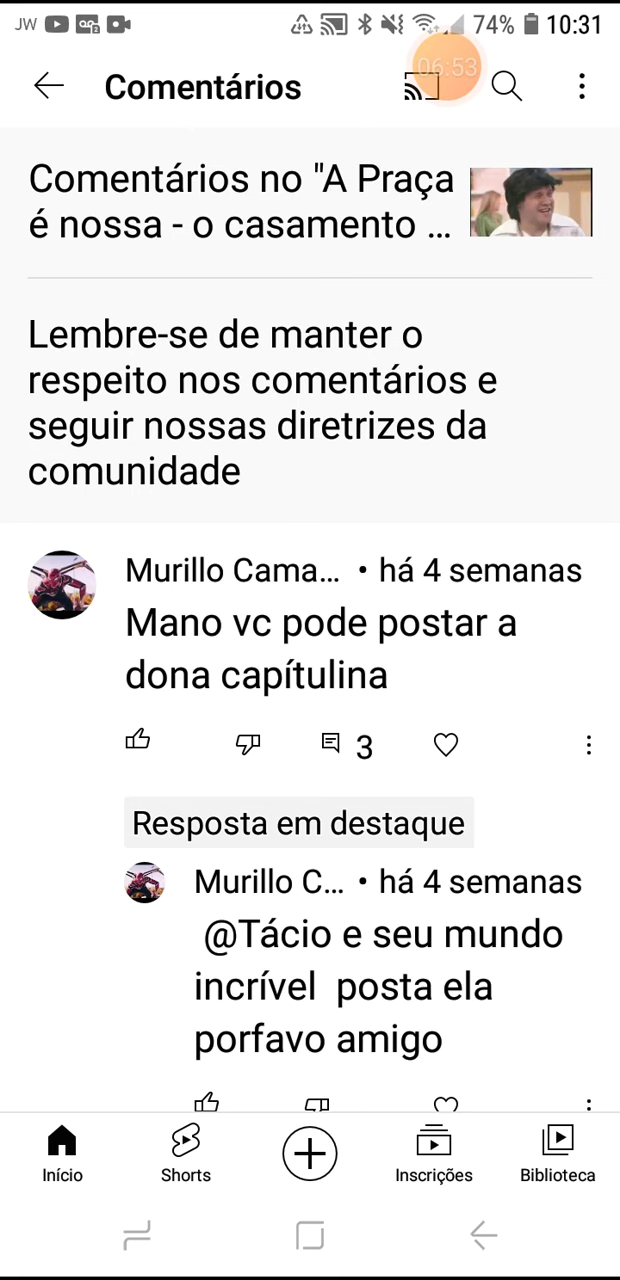 JW 74% 10:31
06:53
Comentários
Comentários no "A Praça
é nossa - o casamento ...
Lembre-se de manter o
respeito nos comentários e
seguir nossas diretrizes da
comunidade
Murillo Cama... • há 4 semanas
Mano vc pode postar a
dona capítulina
3
Resposta em destaque
Murillo C... • há 4 semanas
@Tácio e seu mundo
incrível posta ela
porfavo amigo
Início Shorts Inscrições Biblioteca